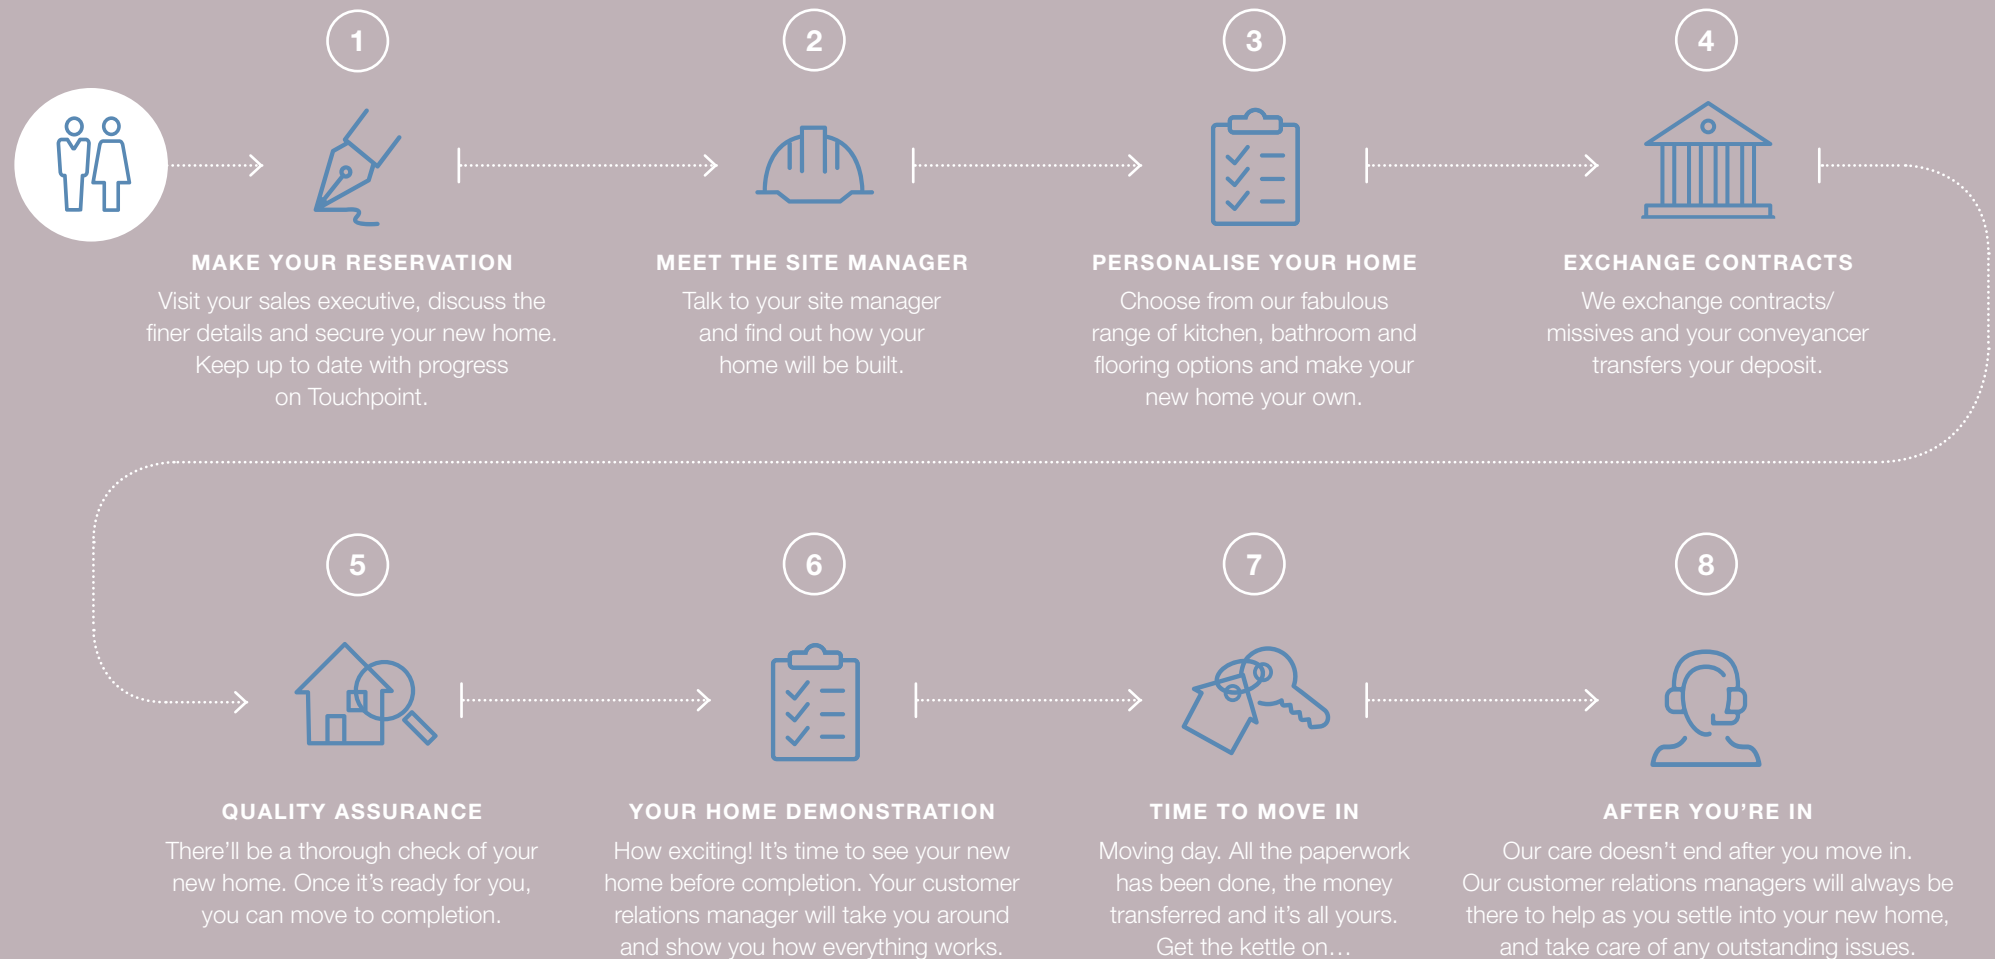 1
MAKE YOUR RESERVATION
Visit your sales executive, discuss the
finer details and secure your new home.
Keep up to date with progress
on Touchpoint.
2
MEET THE SITE MANAGER
Talk to your site manager
and find out how your
home will be built.
3
PERSONALISE YOUR HOME
Choose from our fabulous
range of kitchen, bathroom and
flooring options and make your
new home your own.
4
EXCHANGE CONTRACTS
We exchange contracts/
missives and your conveyancer
transfers your deposit.
5
QUALITY ASSURANCE
There’ll be a thorough check of your
new home. Once it’s ready for you,
you can move to completion.
6
YOUR HOME DEMONSTRATION
How exciting! It’s time to see your new
home before completion. Your customer
relations manager will take you around
and show you how everything works.
7
TIME TO MOVE IN
Moving day. All the paperwork
has been done, the money
transferred and it’s all yours.
Get the kettle on…
8
AFTER YOU’RE IN
Our care doesn’t end after you move in.
Our customer relations managers will always be
there to help as you settle into your new home,
and take care of any outstanding issues.